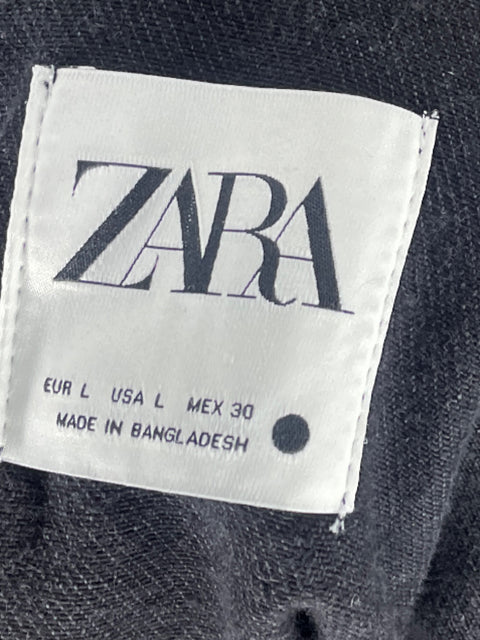 ZARA
EUR L USA L MEX 30
MADE IN BANGLADESH